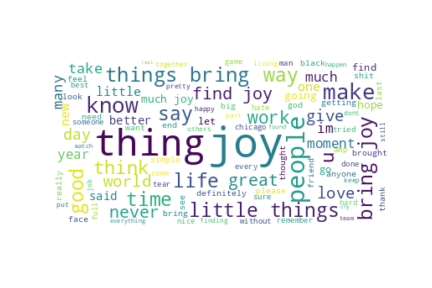 real together game living man black happen
take best things bring way much find shit
many feel look little find joy one going god getting hope last
new need know much joy big hate make
someone better say happy work give dont
day want others part im tried still
year end let chicago found moment
watch thing joy people u bring joy
think simple every thought brought
good world come life great go done anyone
really job tear definitely please friend love keep
full time see sure little things hard thank
put said never bring without cry
face nice finding remember team
everything